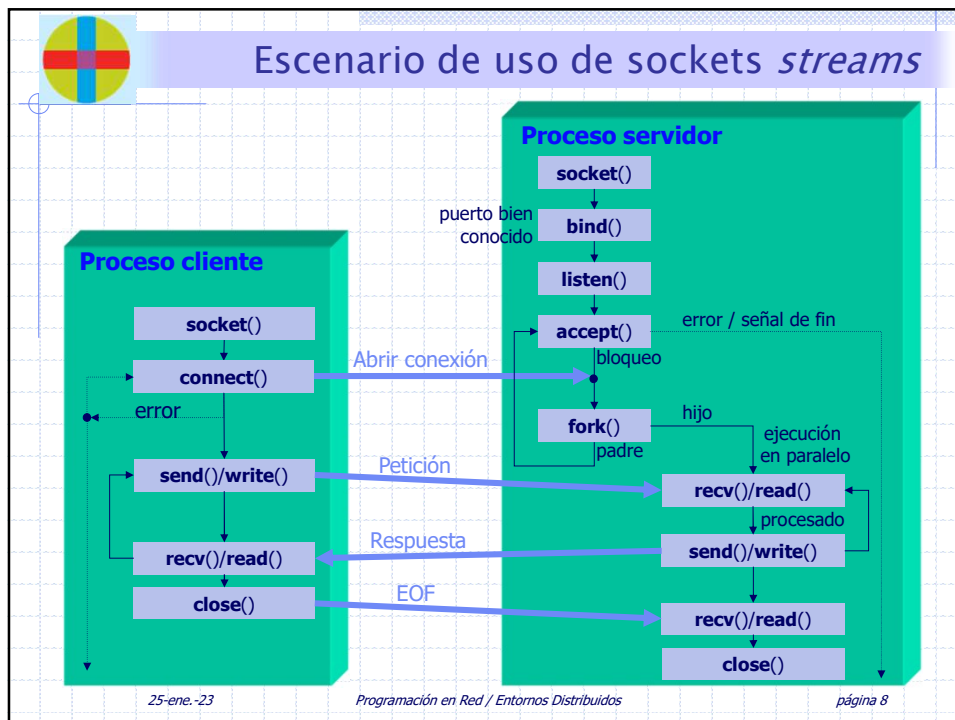 Escenario de uso de sockets streams
Proceso servidor
socket()
puerto bien
conocido
bind()
listen()
accept()
error / señal de fin
bloqueo
fork()
hijo
padre
ejecución
en paralelo
recv()/read()
procesado
send()/write()
recv()/read()
close()
Proceso cliente
socket()
connect()
error
send()/write()
recv()/read()
close()
Abrir conexión
Petición
Respuesta
EOF
25-ene.-23
Programación en Red / Entornos Distribuidos
página 8